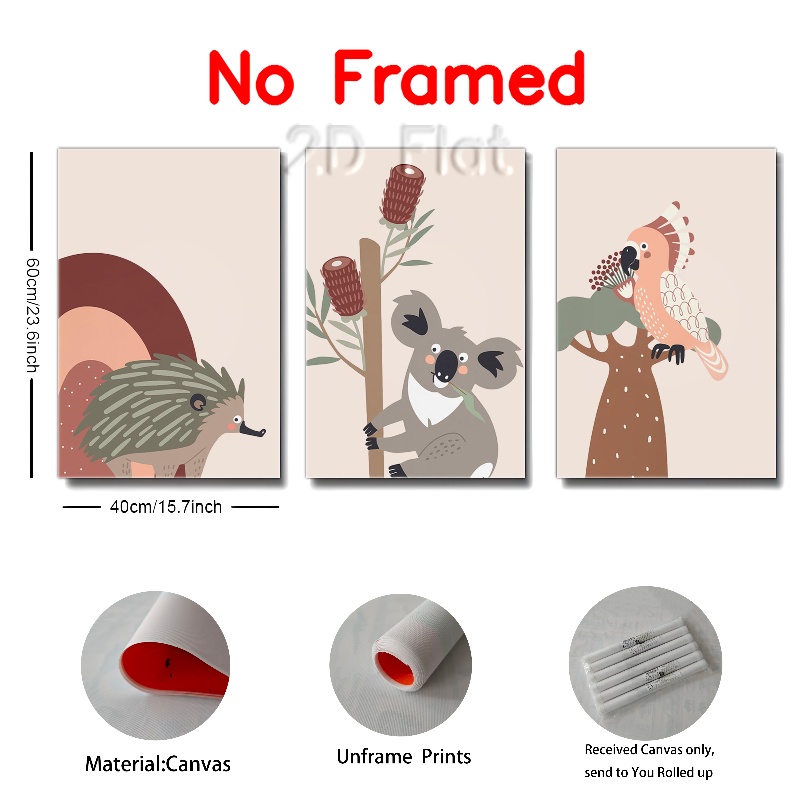 No Framed
2D Flat
60cm/23.6inch
40cm/15.7inch
Material:Canvas
Unframe Prints
Received Canvas only,
send to You Rolled up